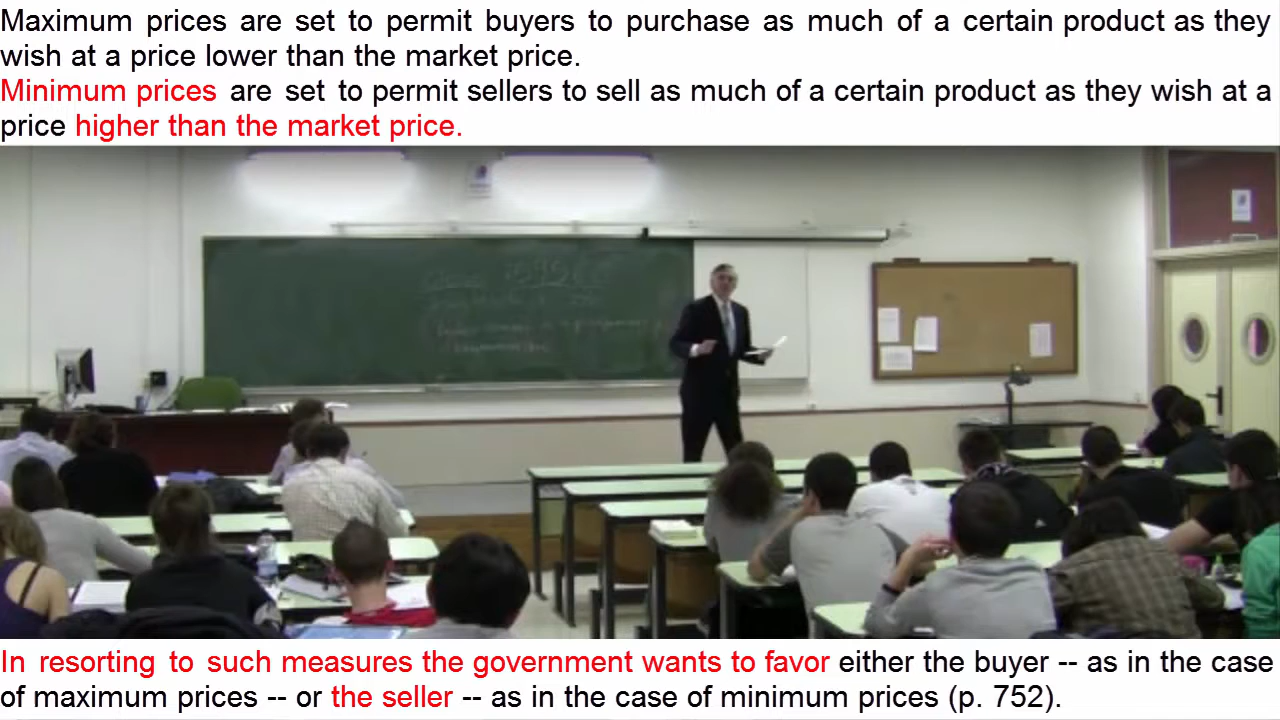 Maximum prices are set to permit buyers to purchase as much of a certain product as they
wish at a price lower than the market price.
Minimum prices are set to permit sellers to sell as much of a certain product as they wish at a
price higher than the market price.
In resorting to such measures the government wants to favor either the buyer -- as in the case
of maximum prices -- or the seller -- as in the case of minimum prices (p. 752).